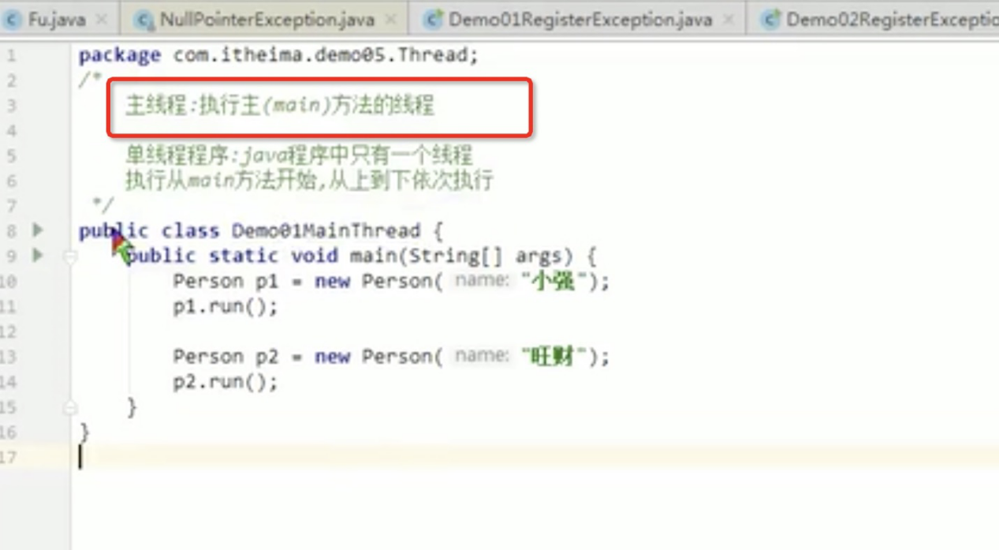 Fu.java NullPointerException.java Demo01RegisterException.java Demo02RegisterExceptio
1 package com.itheima.demo05.Thread;
2 /*
3 主线程:执行主(main)方法的线程
4
5 单线程程序:java程序中只有一个线程
6 执行从main方法开始,从上到下依次执行
7 */
8 public class Demo01MainThread {
9 public static void main(String[] args) {
10 Person p1 = new Person( name: "小强");
11 p1.run();
12
13 Person p2 = new Person( name: "旺财");
14 p2.run();
15 }
16 }
17